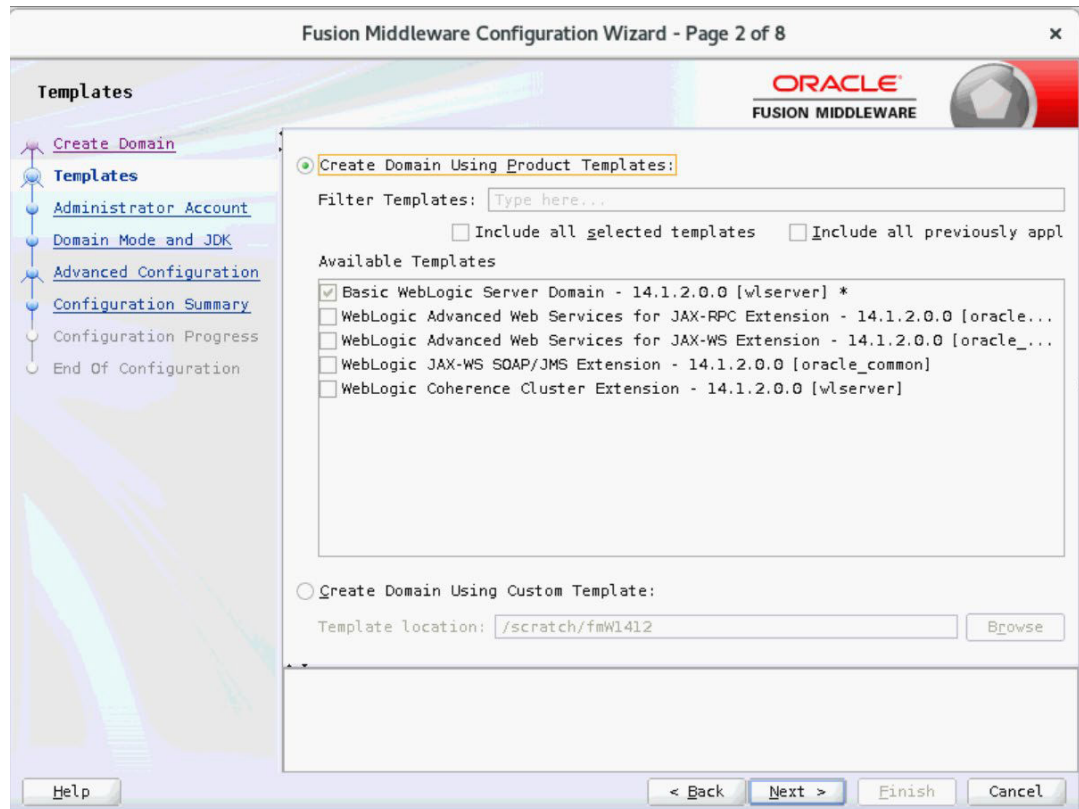 Fusion Middleware Configuration Wizard - Page 2 of 8
Templates
ORACLE
FUSION MIDDLEWARE
Create Domain
Templates
Administrator Account
Domain Mode and JDK
Advanced Configuration
Configuration Summary
Configuration Progress
End Of Configuration
Create Domain Using Product Templates:
Filter Templates: Type here...
Include all selected templates Include all previously appl
Available Templates
Basic WebLogic Server Domain - 14.1.2.0.0 [wlserver] *
WebLogic Advanced Web Services for JAX-RPC Extension - 14.1.2.0.0 [oracle...
WebLogic Advanced Web Services for JAX-WS Extension - 14.1.2.0.0 [oracle_...
WebLogic JAX-WS SOAP/JMS Extension - 14.1.2.0.0 [oracle_common]
WebLogic Coherence Cluster Extension - 14.1.2.0.0 [wlserver]
Create Domain Using Custom Template:
Template location: /scratch/fmW1412 Browse
Help < Back Next > Finish Cancel